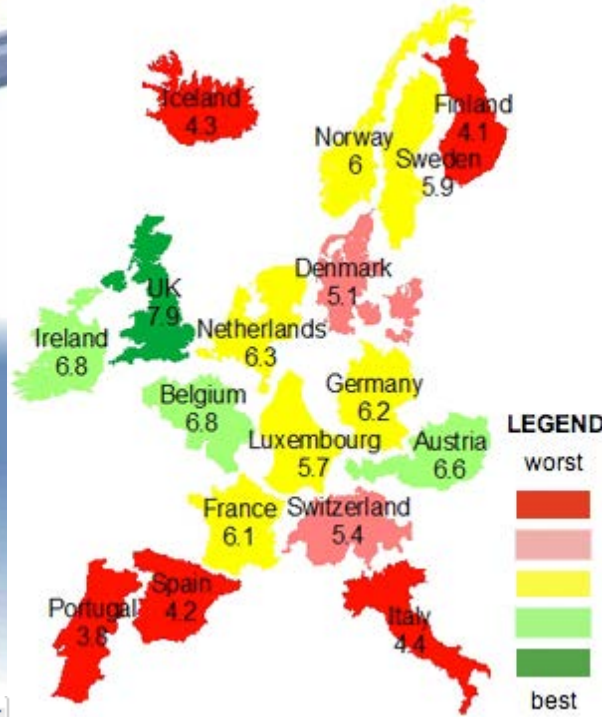 Iceland
4.3
Finland
4.1
Norway
6
Sweden
5.9
Denmark
5.1
UK
7.9
Ireland
6.8
Netherlands
6.3
Belgium
6.8
Germany
6.2
Luxembourg
5.7
Austria
6.6
France
6.1
Switzerland
5.4
Spain
4.2
Portugal
3.8
Italy
4.4
LEGEND
worst
best